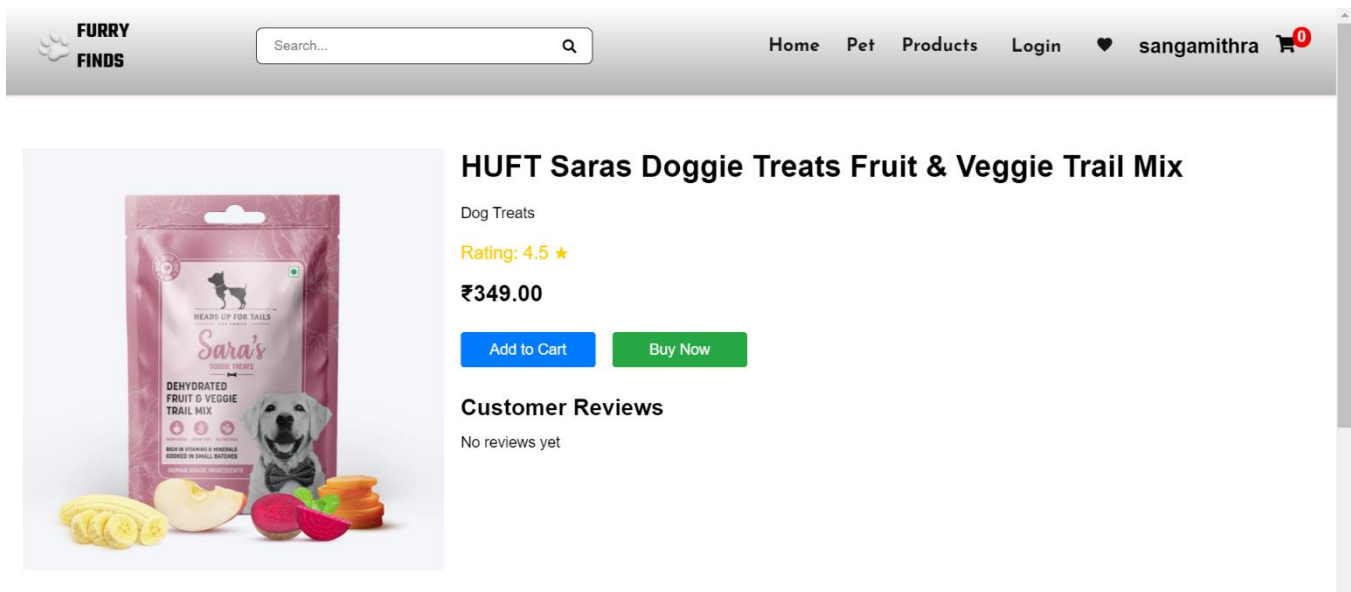 FURRY
FINDS
Search...
Home Pet Products Login sangamithra 0
HUFT Saras Doggie Treats Fruit & Veggie Trail Mix
Dog Treats
Rating: 4.5 ★
₹349.00
Add to Cart Buy Now
Customer Reviews
No reviews yet
HEADS UP FOR TAILS
Sara's
DOGGIE TREATS
DEHYDRATED
FRUIT & VEGGIE
TRAIL MIX
RICH IN VITAMINS & MINERALS
COOKED IN SMALL BATCHES
HUMAN GRADE INGREDIENTS